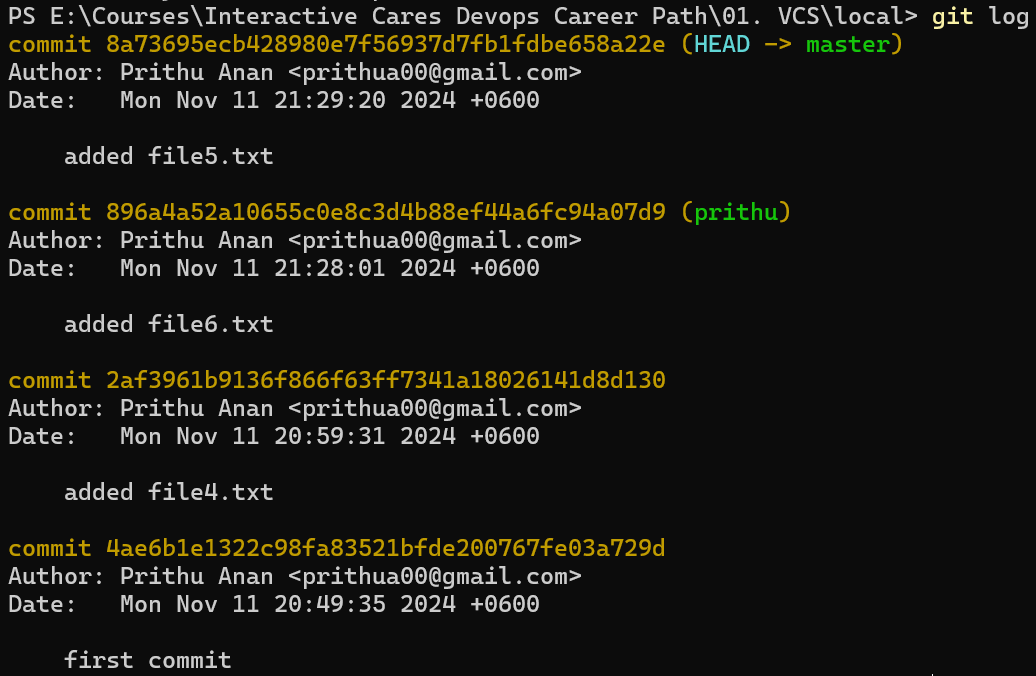 PS E:\Courses\Interactive Cares Devops Career Path\01. VCS\local> git log
commit 8a73695ecb428980e7f56937d7fb1fdbe658a22e (HEAD -> master)
Author: Prithu Anan <prithua00@gmail.com>
Date:   Mon Nov 11 21:29:20 2024 +0600
    added file5.txt
commit 896a4a52a10655c0e8c3d4b88ef44a6fc94a07d9 (prithu)
Author: Prithu Anan <prithua00@gmail.com>
Date:   Mon Nov 11 21:28:01 2024 +0600
    added file6.txt
commit 2af3961b9136f866f63ff7341a18026141d8d130
Author: Prithu Anan <prithua00@gmail.com>
Date:   Mon Nov 11 20:59:31 2024 +0600
    added file4.txt
commit 4ae6b1e1322c98fa83521bfde200767fe03a729d
Author: Prithu Anan <prithua00@gmail.com>
Date:   Mon Nov 11 20:49:35 2024 +0600
    first commit